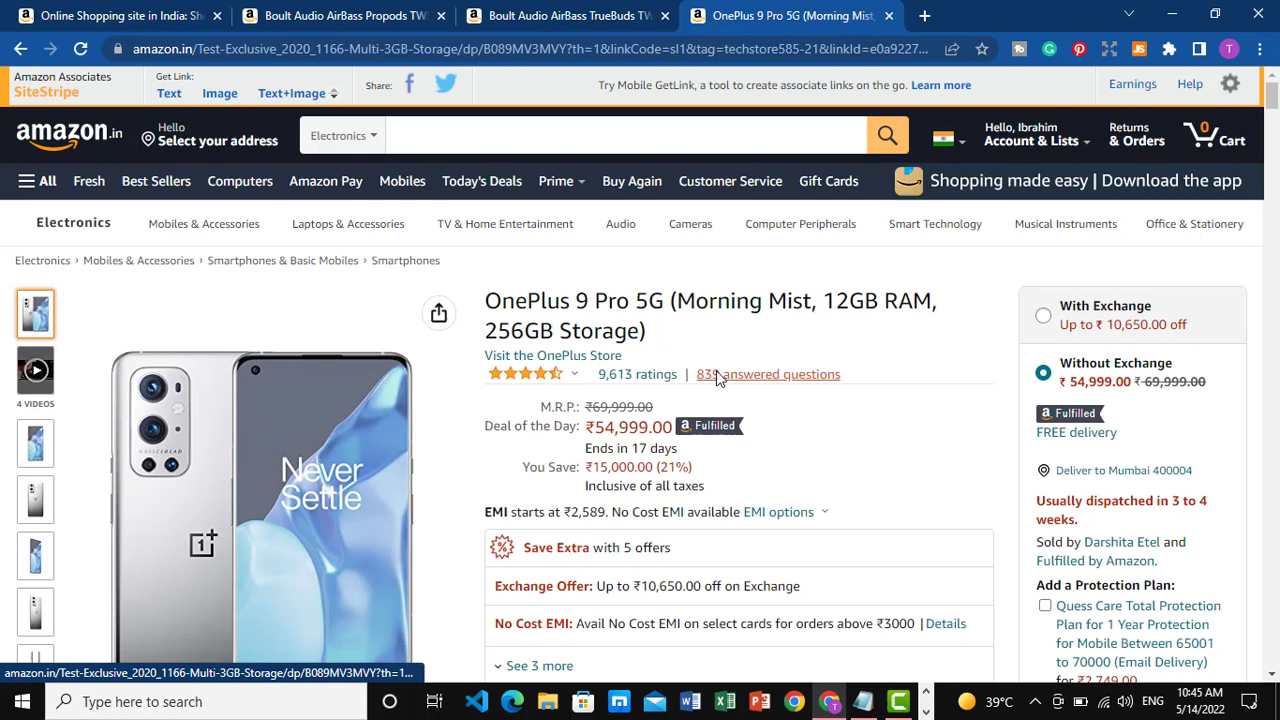 Online Shopping site in India: Sh
Boult Audio AirBass Propods TW
Boult Audio AirBass TrueBuds TW
OnePlus 9 Pro 5G (Morning Mist,
amazon.in/Test-Exclusive_2020_1166-Multi-3GB-Storage/dp/B089MV3MVY?th=1&linkCode=sl1&tag=techstore585-21&linkId=e0a9227...
Amazon Associates
SiteStripe
Get Link:
Text Image Text+Image
Share:
Try Mobile GetLink, a tool to create associate links on the go. Learn more
Earnings Help
amazon.in
Hello
Select your address
Electronics
Hello, Ibrahim
Account & Lists
Returns
& Orders
0
Cart
All Fresh Best Sellers Computers Amazon Pay Mobiles Today's Deals Prime Buy Again Customer Service Gift Cards Shopping made easy | Download the app
Electronics Mobiles & Accessories Laptops & Accessories TV & Home Entertainment Audio Cameras Computer Peripherals Smart Technology Musical Instruments Office & Stationery
Electronics › Mobiles & Accessories › Smartphones & Basic Mobiles › Smartphones
4 VIDEOS
HASSELBLAD
Never
Settle
OnePlus 9 Pro 5G (Morning Mist, 12GB RAM,
256GB Storage)
Visit the OnePlus Store
9,613 ratings | 839 answered questions
M.R.P.: ₹69,999.00
Deal of the Day: ₹54,999.00 a Fulfilled
Ends in 17 days
You Save: ₹15,000.00 (21%)
Inclusive of all taxes
EMI starts at ₹2,589. No Cost EMI available EMI options
Save Extra with 5 offers
Exchange Offer: Up to ₹10,650.00 off on Exchange
No Cost EMI: Avail No Cost EMI on select cards for orders above ₹3000 | Details
See 3 more
With Exchange
Up to ₹ 10,650.00 off
Without Exchange
₹ 54,999.00 ₹ 69,999.00
a Fulfilled
FREE delivery
Deliver to Mumbai 400004
Usually dispatched in 3 to 4
weeks.
Sold by Darshita Etel and
Fulfilled by Amazon.
Add a Protection Plan:
Quess Care Total Protection
Plan for 1 Year Protection
for Mobile Between 65001
to 70000 (Email Delivery)
for ₹2,749.00
amazon.in/Test-Exclusive_2020_1166-Multi-3GB-Storage/dp/B089MV3MVY?th=1...
Type here to search
39°C
ENG
10:45 AM
5/14/2022